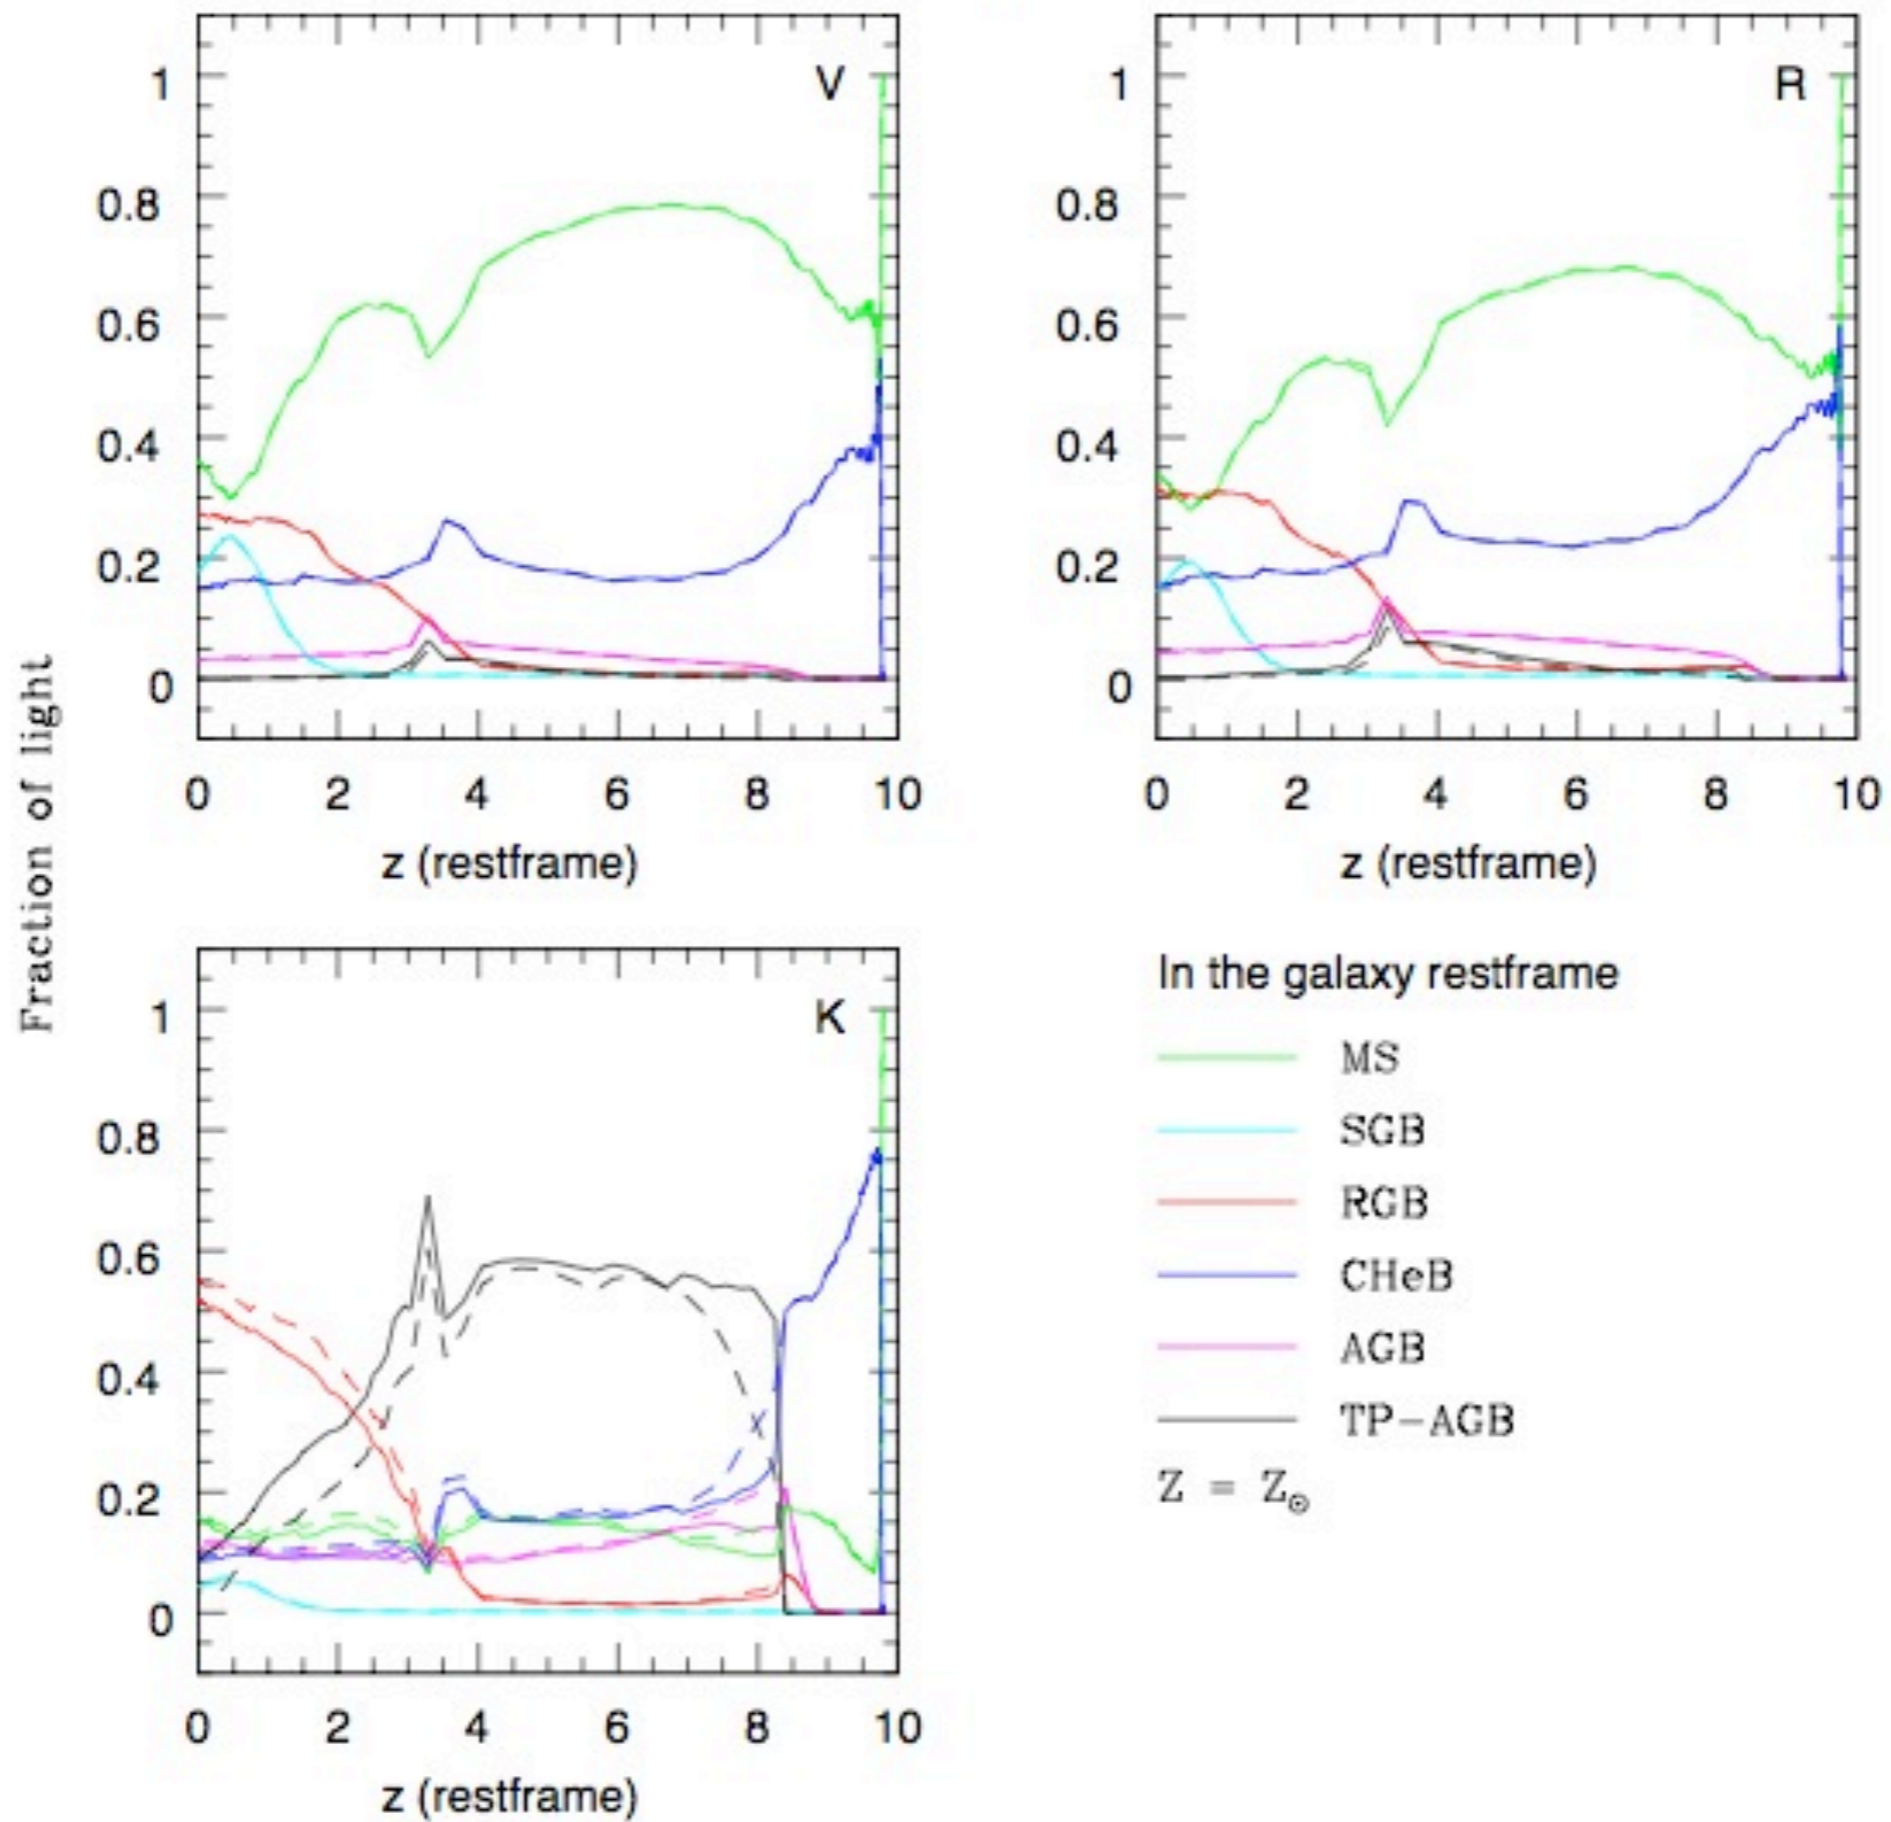 Fraction of light
V
1
0.8
0.6
0.4
0.2
0
0 2 4 6 8 10
z (restframe)
R
1
0.8
0.6
0.4
0.2
0
0 2 4 6 8 10
z (restframe)
K
1
0.8
0.6
0.4
0.2
0
0 2 4 6 8 10
z (restframe)
In the galaxy restframe
MS
SGB
RGB
CHeB
AGB
TP-AGB
Z = Z⊙